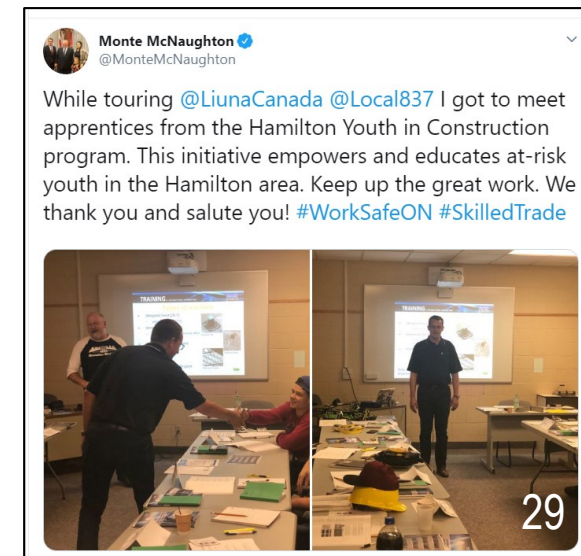 Monte McNaughton
@MonteMcNaughton
While touring @LiunaCanada @Local837 I got to meet
apprentices from the Hamilton Youth in Construction
program. This initiative empowers and educates at-risk
youth in the Hamilton area. Keep up the great work. We
thank you and salute you! #WorkSafeON #SkilledTrade
TRAINING
TRAINING
29